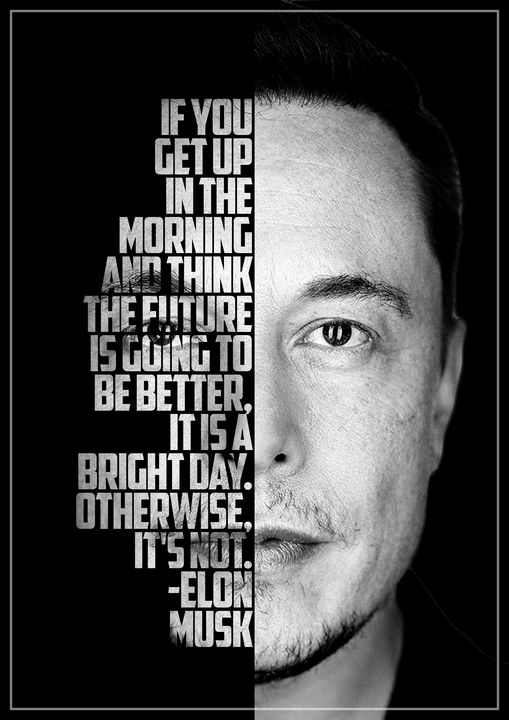 IF YOU
GET UP
IN THE
MORNING
AND THINK
THE FUTURE
IS GOING TO
BE BETTER,
IT IS A
BRIGHT DAY.
OTHERWISE,
IT'S NOT.
-ELON
MUSK